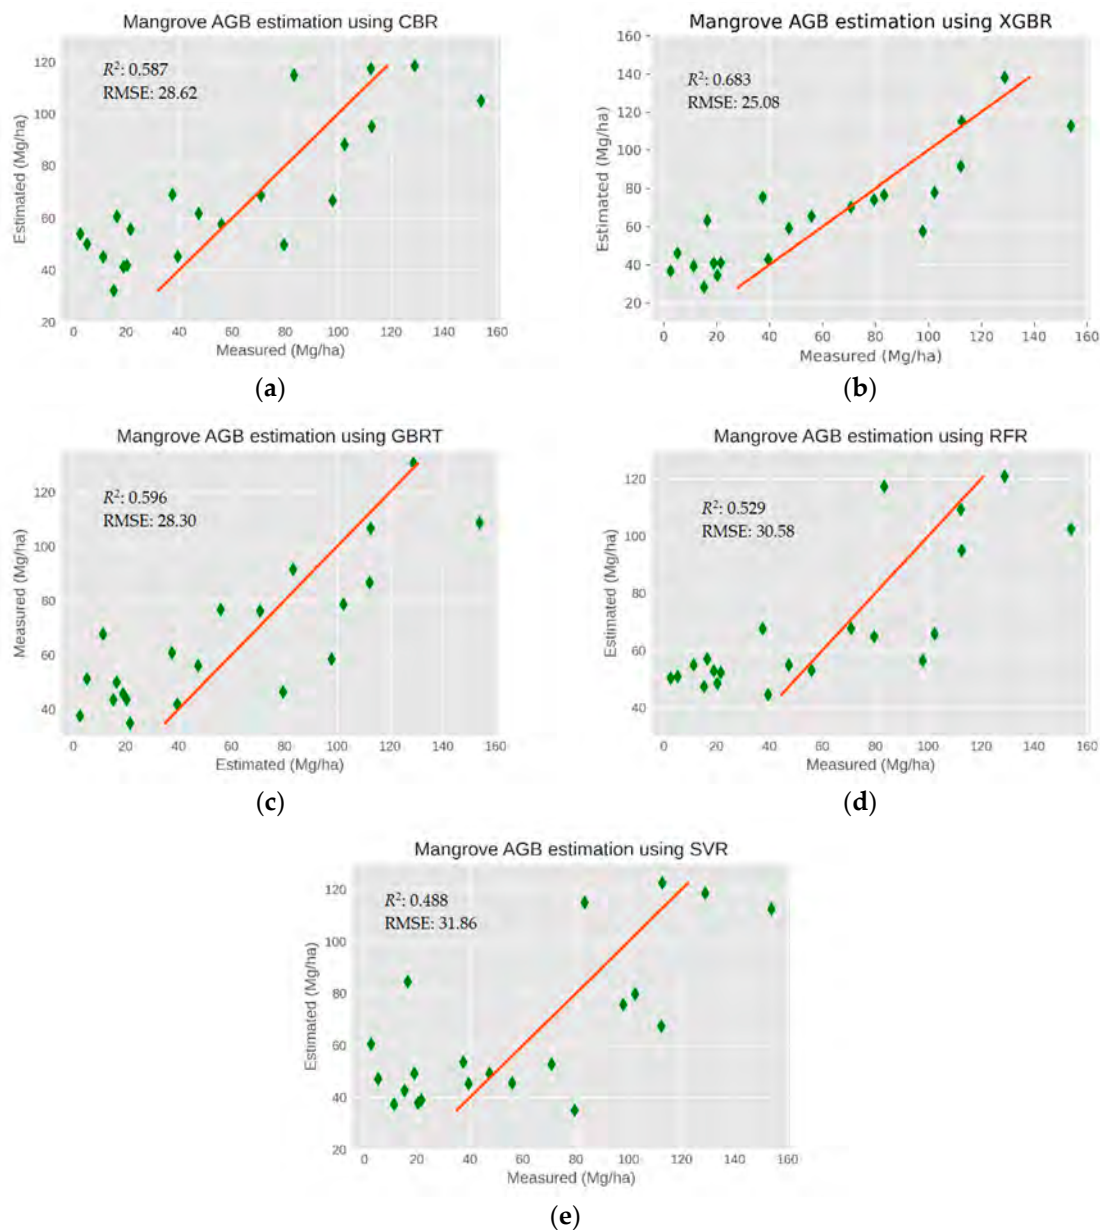 Mangrove AGB estimation using CBR
R²: 0.587
RMSE: 28.62
Estimated (Mg/ha)
120
100
80
60
40
20
0 20 40 60 80 100 120 140 160
Measured (Mg/ha)
(a)
Mangrove AGB estimation using XGBR
R²: 0.683
RMSE: 25.08
Estimated (Mg/ha)
160
140
120
100
80
60
40
20
0 20 40 60 80 100 120 140 160
Measured (Mg/ha)
(b)
Mangrove AGB estimation using GBRT
R²: 0.596
RMSE: 28.30
Measured (Mg/ha)
120
100
80
60
40
0 20 40 60 80 100 120 140 160
Estimated (Mg/ha)
(c)
Mangrove AGB estimation using RFR
R²: 0.529
RMSE: 30.58
Estimated (Mg/ha)
120
100
80
60
40
0 20 40 60 80 100 120 140 160
Measured (Mg/ha)
(d)
Mangrove AGB estimation using SVR
R²: 0.488
RMSE: 31.86
Estimated (Mg/ha)
120
100
80
60
40
20
0 20 40 60 80 100 120 140 160
Measured (Mg/ha)
(e)